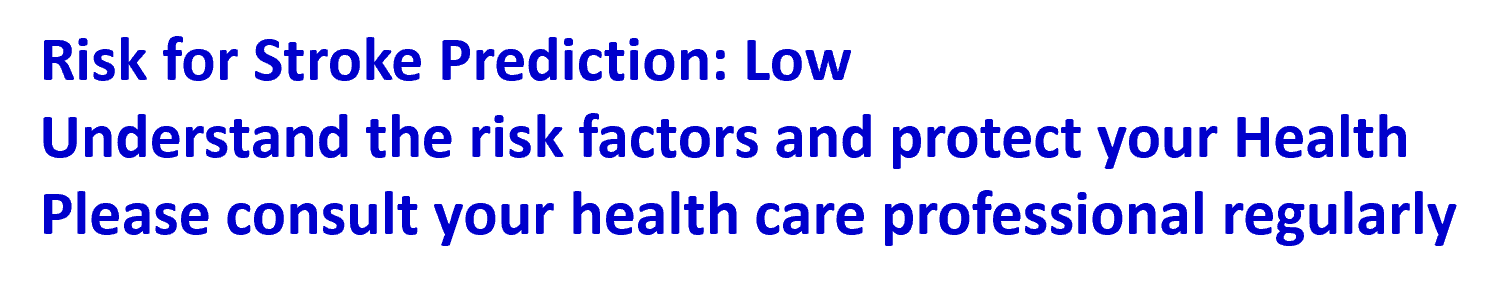 Risk for Stroke Prediction: Low
Understand the risk factors and protect your Health
Please consult your health care professional regularly